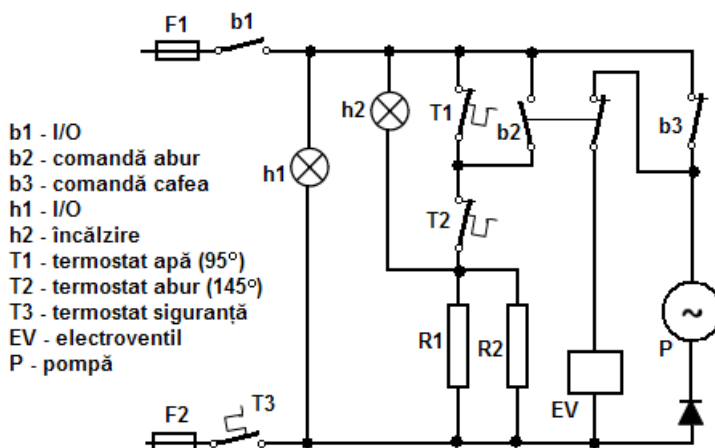 F1
b1
b1 - I/O
b2 - comandă abur
b3 - comandă cafea
h1 - I/O
h2 - încălzire
T1 - termostat apă (95°)
T2 - termostat abur (145°)
T3 - termostat siguranță
EV - electroventil
P - pompă
h1
h2
T1
b2
b3
T2
R1
R2
EV
~
P
F2
T3